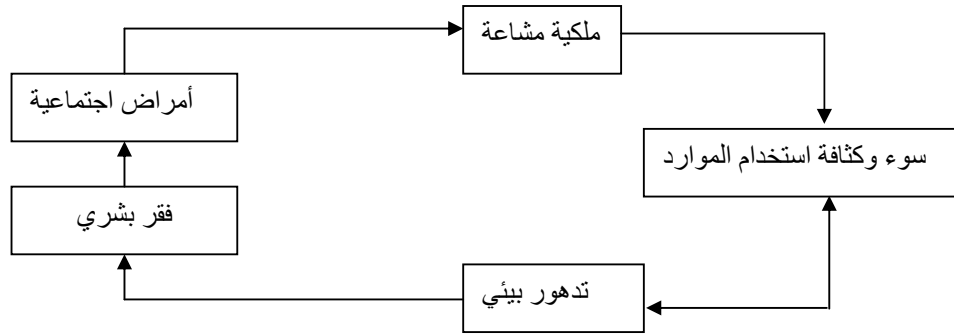 ملكية مشاعة
أمراض اجتماعية
سوء وكثافة استخدام الموارد
فقر بشري
تدهور بيئي